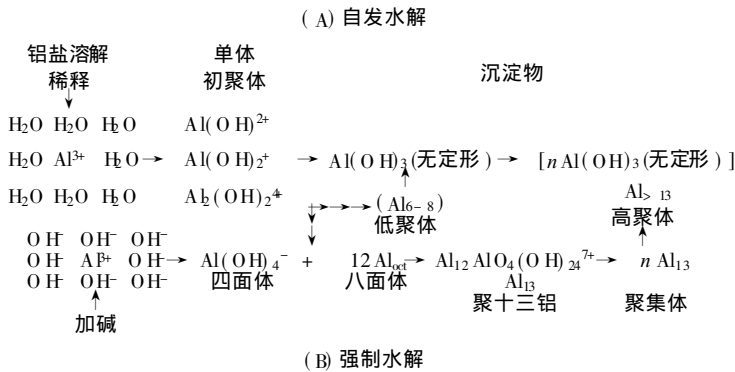 (A)自发水解
铝盐溶解 单体
稀释 初聚体 沉淀物
H2O H2O H2O Al(OH)2+
H2O Al3+ H2O → Al(OH)2+ → Al(OH)3(无定形) → [nAl(OH)3(无定形)]
H2O H2O H2O Al2(OH)2 4+ (Al6-8) Al>13
低聚体 高聚体
OH- OH- OH-
OH- Al3+ OH- → Al(OH)4- + 12Aloct → Al12AlO4(OH)24 7+ → nAl13
OH- OH- OH- 四面体 八面体 Al13
加碱 聚十三铝 聚集体
(B)强制水解